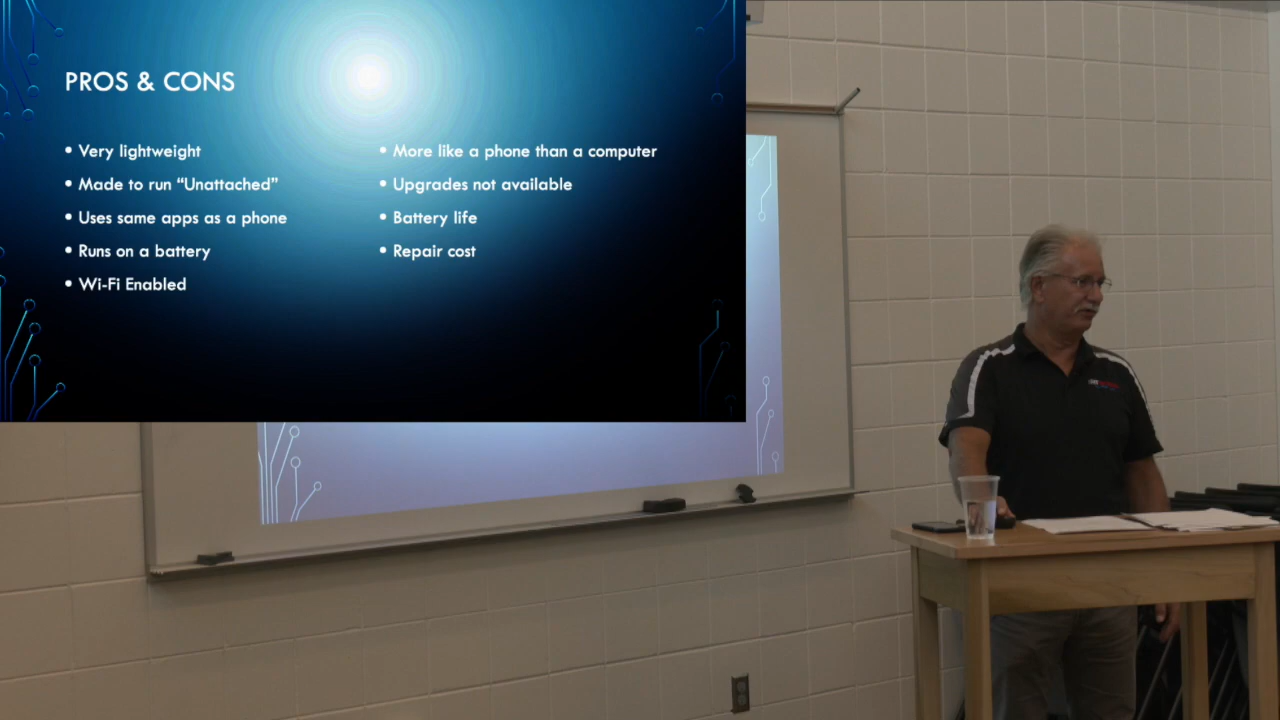 PROS & CONS
• Very lightweight
• Made to run “Unattached”
• Uses same apps as a phone
• Runs on a battery
• Wi-Fi Enabled
• More like a phone than a computer
• Upgrades not available
• Battery life
• Repair cost